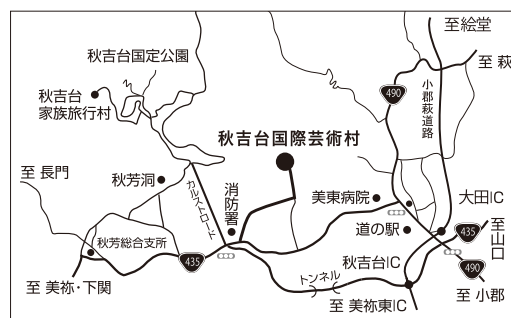 至絵堂
秋吉台国定公園
至 萩
490
小郡萩道路
秋吉台
家族旅行村
秋吉台国際芸術村
至 長門
秋芳洞
カルストロード
消防署
美東病院
大田IC
道の駅
435
至山口
秋芳総合支所
435
秋吉台IC
490
トンネル
至 美祢・下関
至 美祢東IC
至 小郡